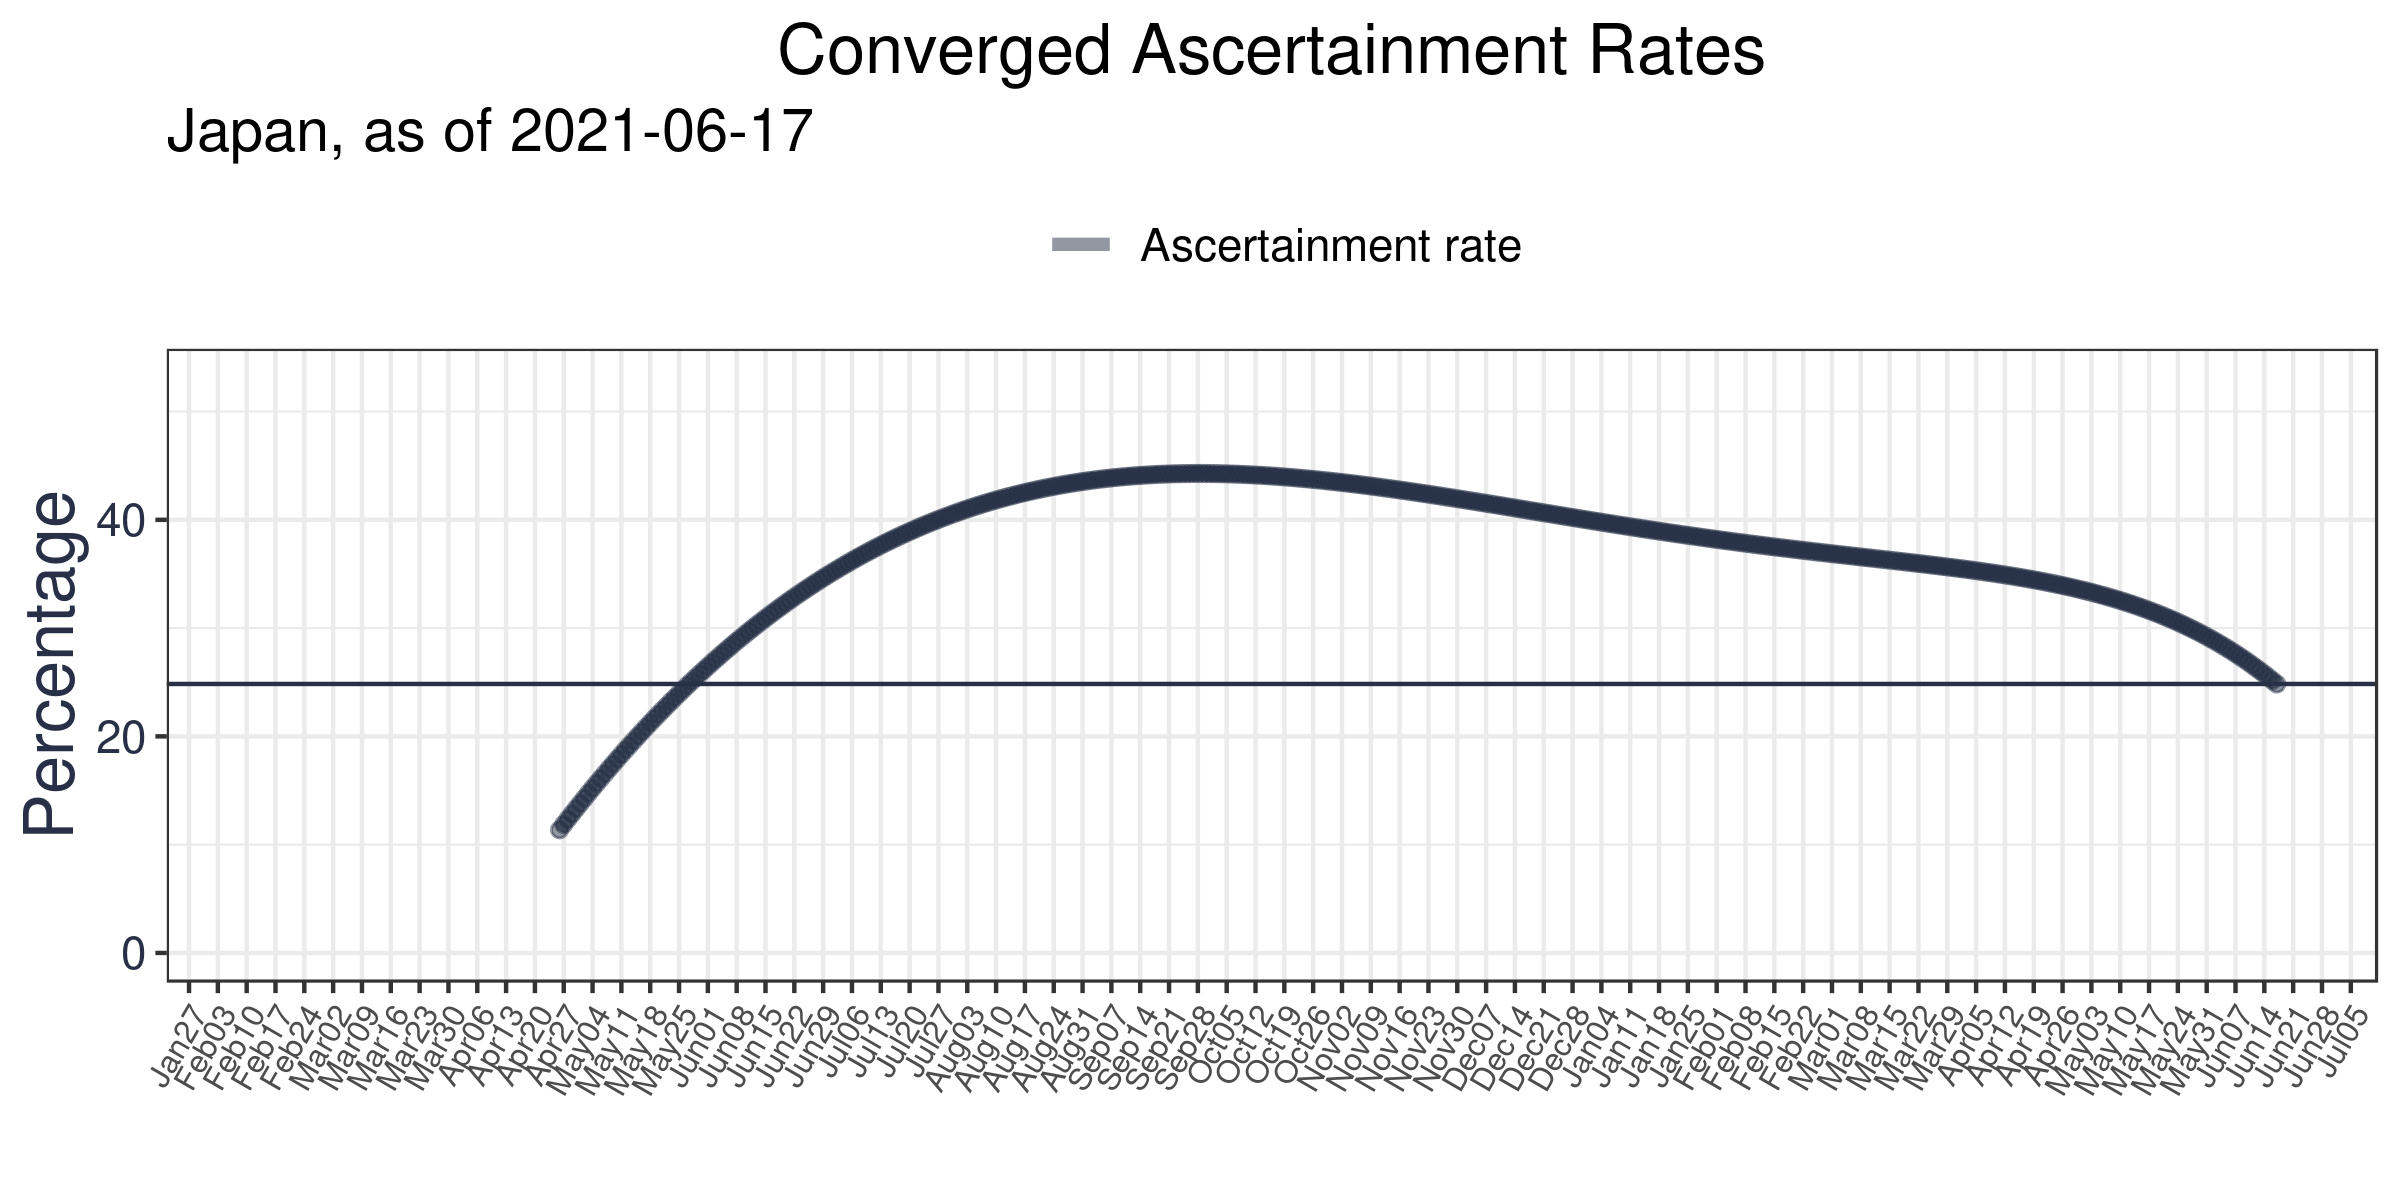 Converged Ascertainment Rates
Japan, as of 2021-06-17
Ascertainment rate
Percentage
40
20
0
Jan27 Feb03 Feb10 Feb17 Feb24 Mar02 Mar09 Mar16 Mar23 Mar30 Apr06 Apr13 Apr20 Apr27 May04 May11 May18 May25 Jun01 Jun08 Jun15 Jun22 Jun29 Jul06 Jul13 Jul20 Jul27 Aug03 Aug10 Aug17 Aug24 Aug31 Sep07 Sep14 Sep21 Sep28 Oct05 Oct12 Oct19 Oct26 Nov02 Nov09 Nov16 Nov23 Nov30 Dec07 Dec14 Dec21 Dec28 Jan04 Jan11 Jan18 Jan25 Feb01 Feb08 Feb15 Feb22 Mar01 Mar08 Mar15 Mar22 Mar29 Apr05 Apr12 Apr19 Apr26 May03 May10 May17 May24 May31 Jun07 Jun14 Jun21 Jun28 Jul05